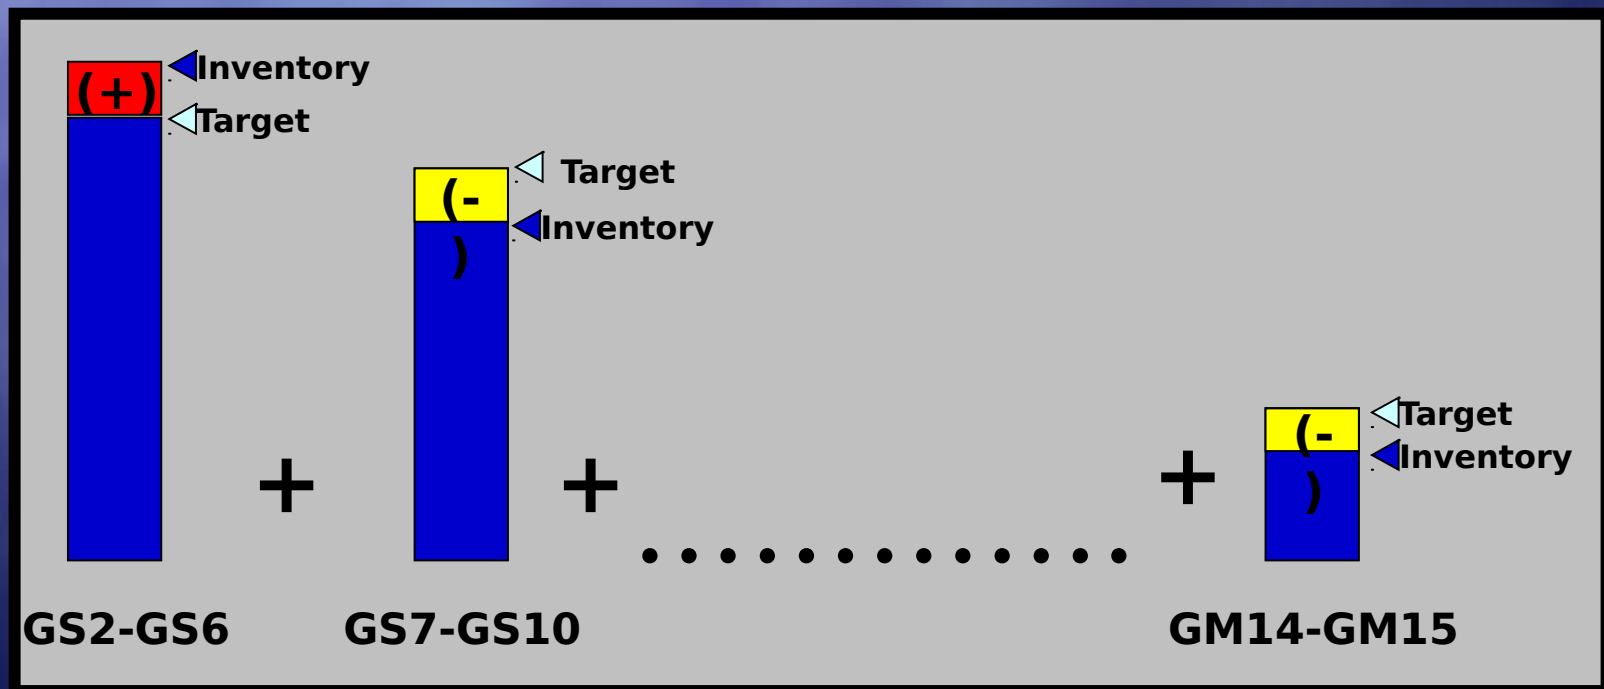 (+)
Inventory
Target
(-
)
Target
Inventory
+
+
+
(-
)
Target
Inventory
GS2-GS6
GS7-GS10
GM14-GM15